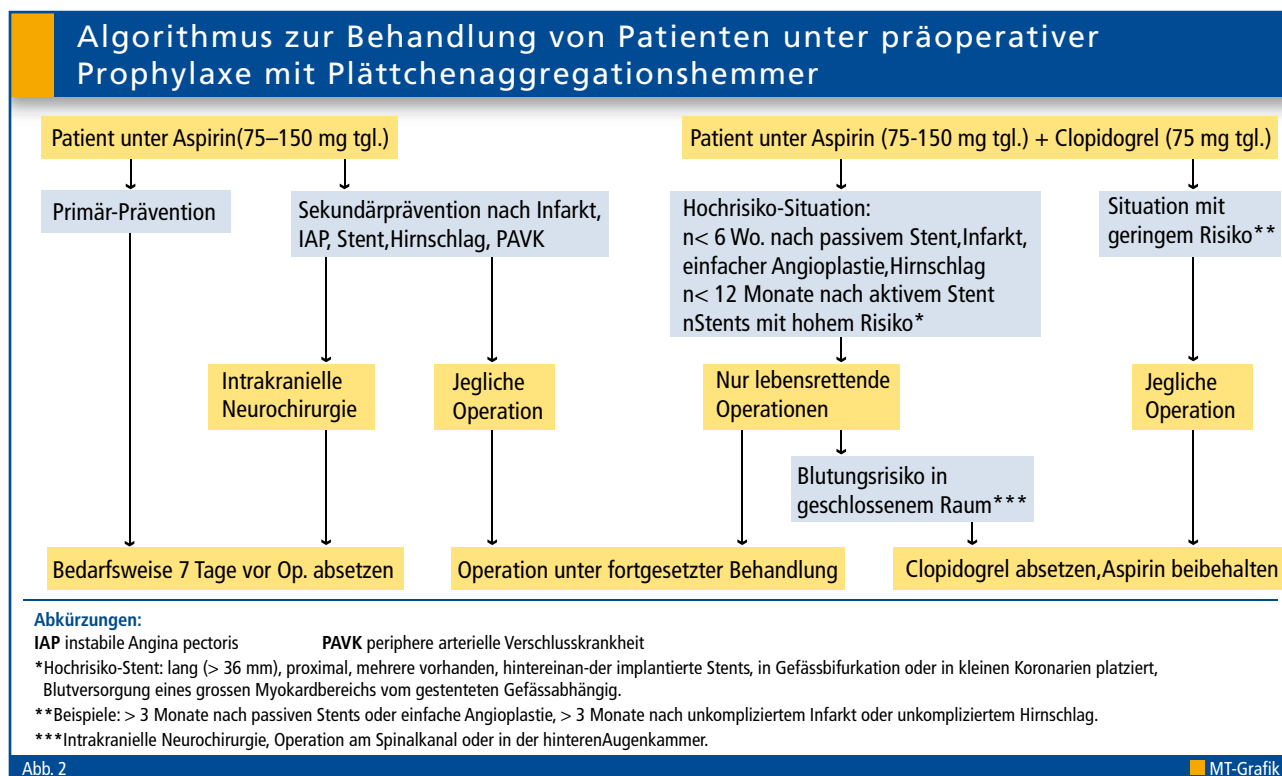 Algorithmus zur Behandlung von Patienten unter präoperativer
Prophylaxe mit Plättchenaggregationshemmer
Patient unter Aspirin(75–150 mg tgl.)
Patient unter Aspirin (75-150 mg tgl.) + Clopidogrel (75 mg tgl.)
Primär-Prävention
Sekundärprävention nach Infarkt,
IAP, Stent,Hirnschlag, PAVK
Hochrisiko-Situation:
n< 6 Wo. nach passivem Stent,Infarkt,
einfacher Angioplastie,Hirnschlag
n< 12 Monate nach aktivem Stent
nStents mit hohem Risiko*
Situation mit
geringem Risiko**
Intrakranielle
Neurochirurgie
Jegliche
Operation
Nur lebensrettende
Operationen
Jegliche
Operation
Blutungsrisiko in
geschlossenem Raum***
Bedarfsweise 7 Tage vor Op. absetzen
Operation unter fortgesetzter Behandlung
Clopidogrel absetzen,Aspirin beibehalten
Abkürzungen:
IAP instabile Angina pectoris PAVK periphere arterielle Verschlusskrankheit
*Hochrisiko-Stent: lang (> 36 mm), proximal, mehrere vorhanden, hintereinan-der implantierte Stents, in Gefässbifurkation oder in kleinen Koronarien platziert,
Blutversorgung eines grossen Myokardbereichs vom gestenteten Gefässabhängig.
**Beispiele: > 3 Monate nach passiven Stents oder einfache Angioplastie, > 3 Monate nach unkompliziertem Infarkt oder unkompliziertem Hirnschlag.
***Intrakranielle Neurochirurgie, Operation am Spinalkanal oder in der hinterenAugenkammer.
Abb. 2
MT-Grafik